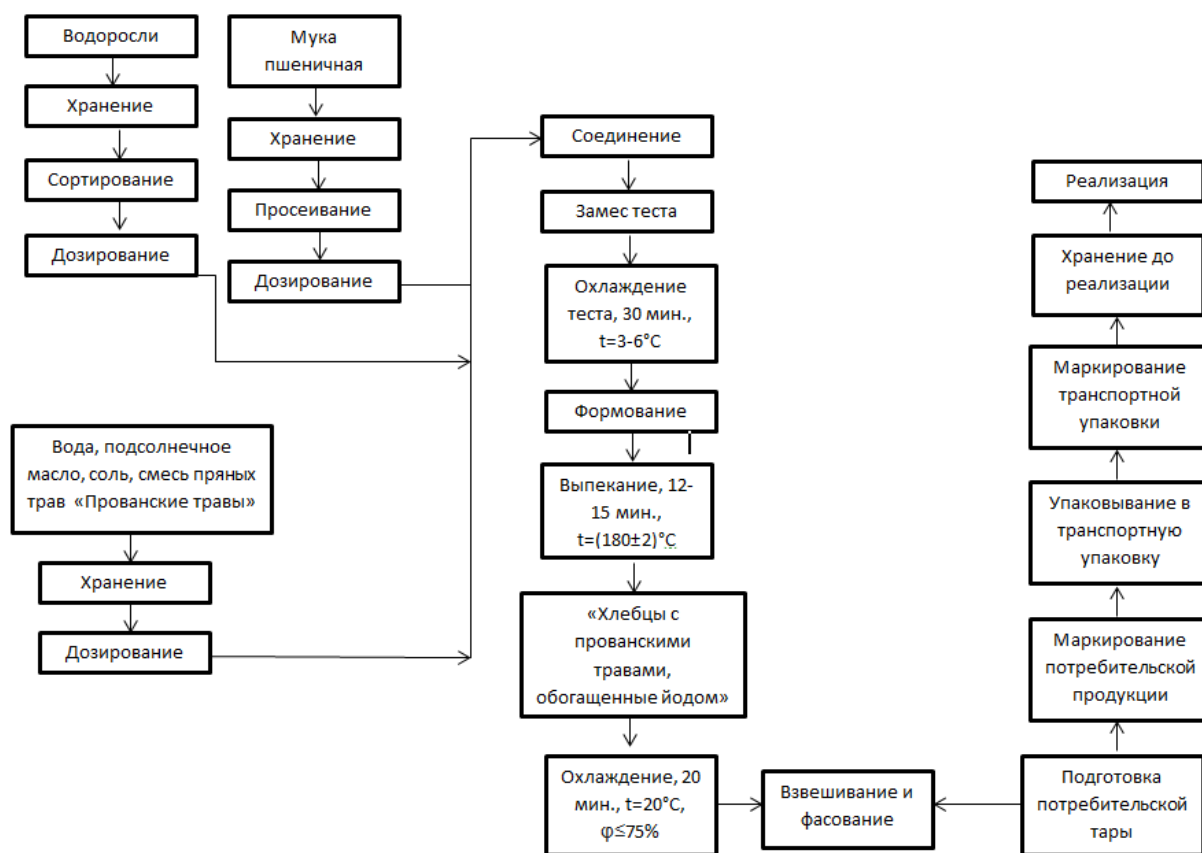 Водоросли
Хранение
Сортирование
Дозирование
Мука
пшеничная
Хранение
Просеивание
Дозирование
Вода, подсолнечное
масло, соль, смесь пряных
трав «Прованские травы»
Хранение
Дозирование
Соединение
Замес теста
Охлаждение
теста, 30 мин.,
t=3-6°C
Формование
Выпекание, 12-
15 мин.,
t=(180±2)°C
«Хлебцы с
прованскими
травами,
обогащенные йодом»
Охлаждение, 20
мин., t=20°C,
φ≤75%
Взвешивание и
фасование
Подготовка
потребительской
тары
Маркирование
потребительской
продукции
Упаковывание в
транспортную
упаковку
Маркирование
транспортной
упаковки
Хранение до
реализации
Реализация